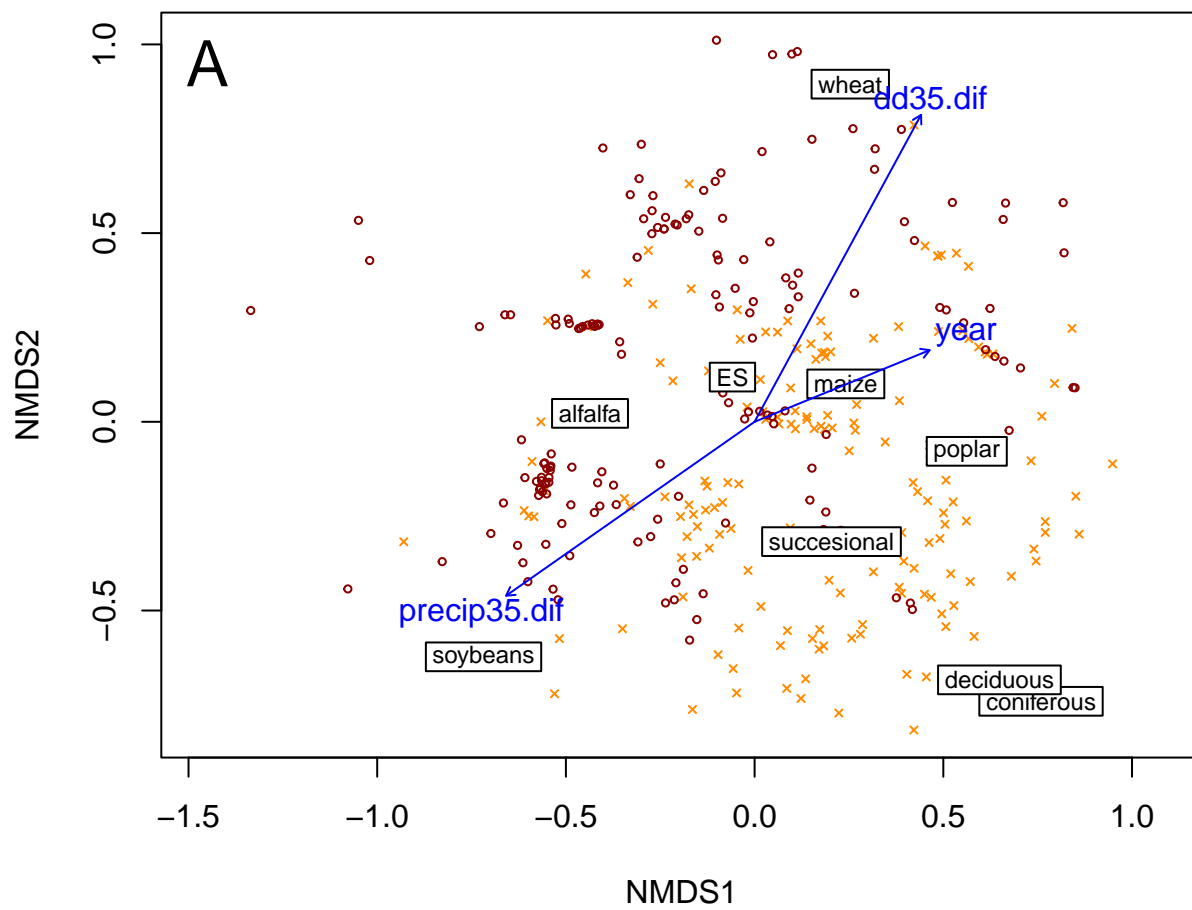 A
1.0
0.5
0.0
−0.5
NMDS2
wheat
dd35.dif
year
ES
maize
alfalfa
poplar
succesional
precip35.dif
soybeans
deciduous
coniferous
−1.5 −1.0 −0.5 0.0 0.5 1.0
NMDS1